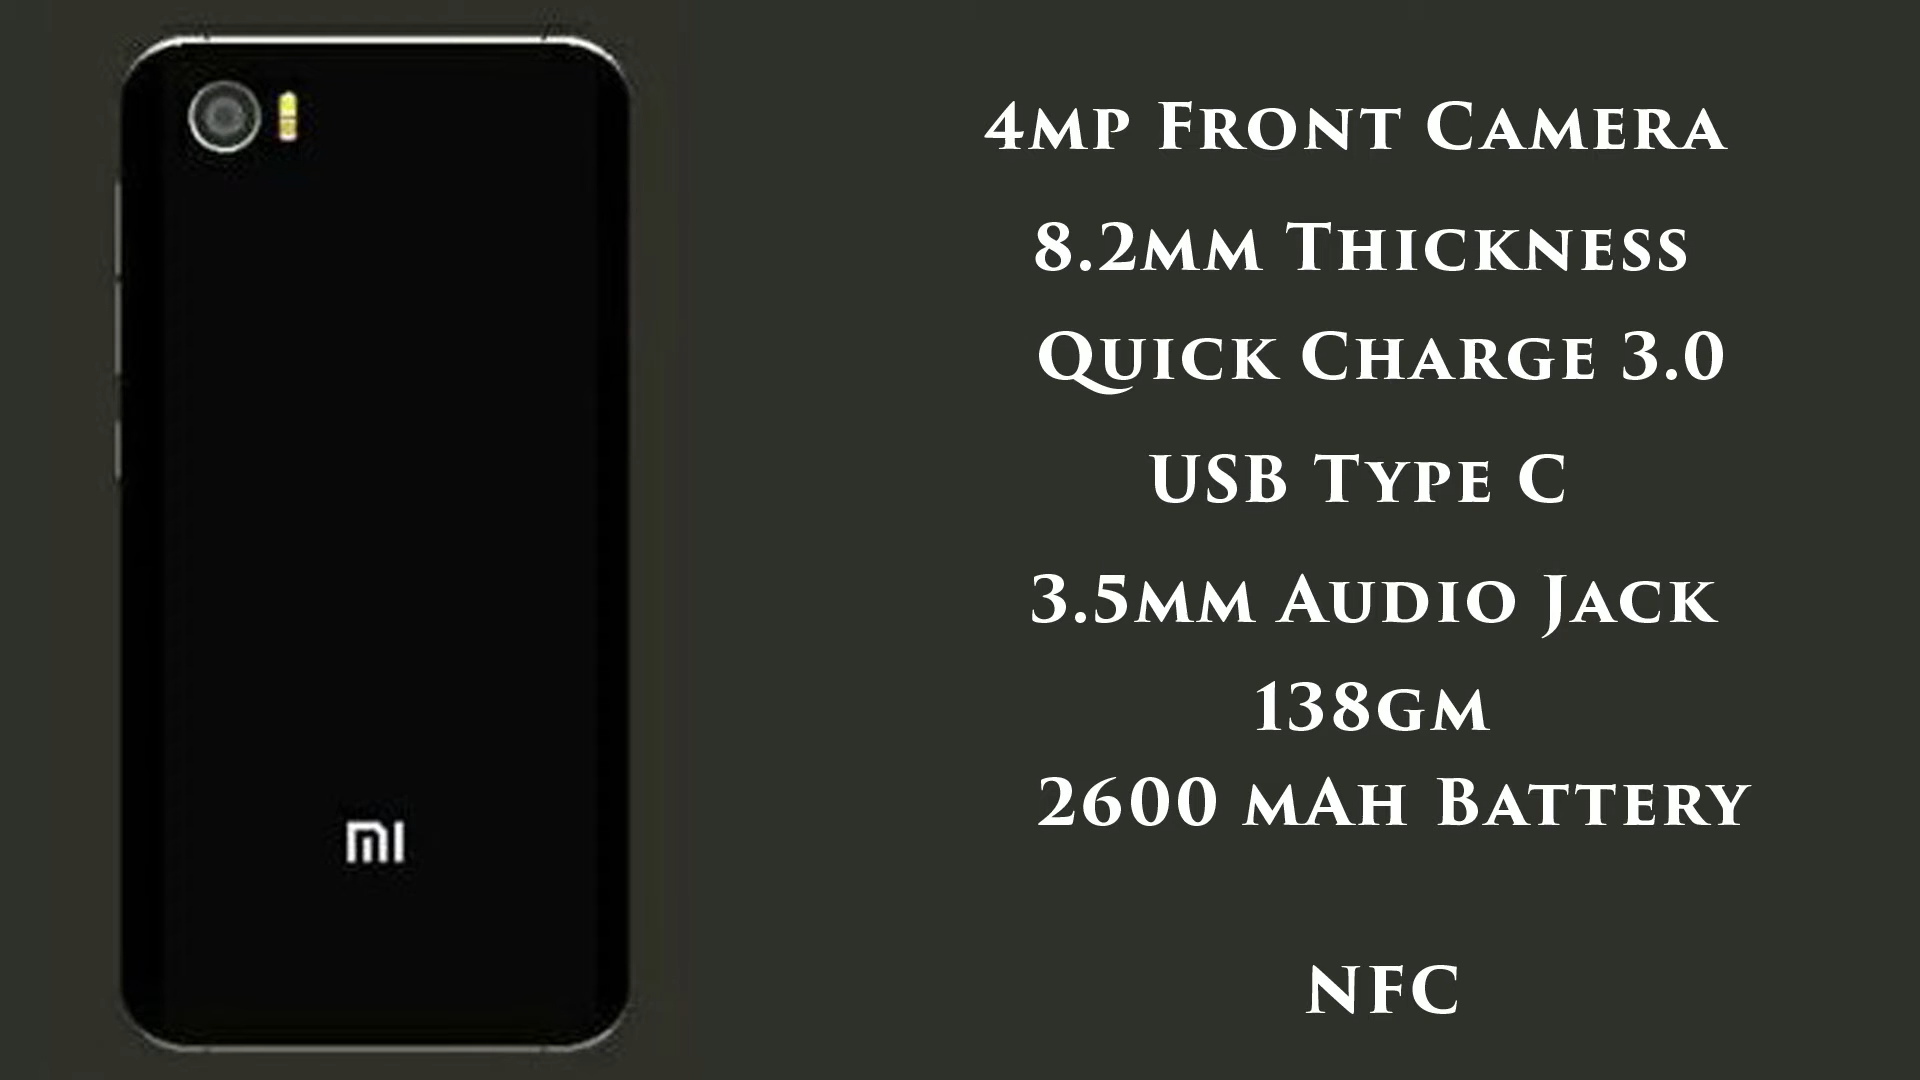 4mp Front Camera
8.2mm Thickness
Quick Charge 3.0
USB Type C
3.5mm Audio Jack
138gm
2600 mAh Battery
NFC
mi